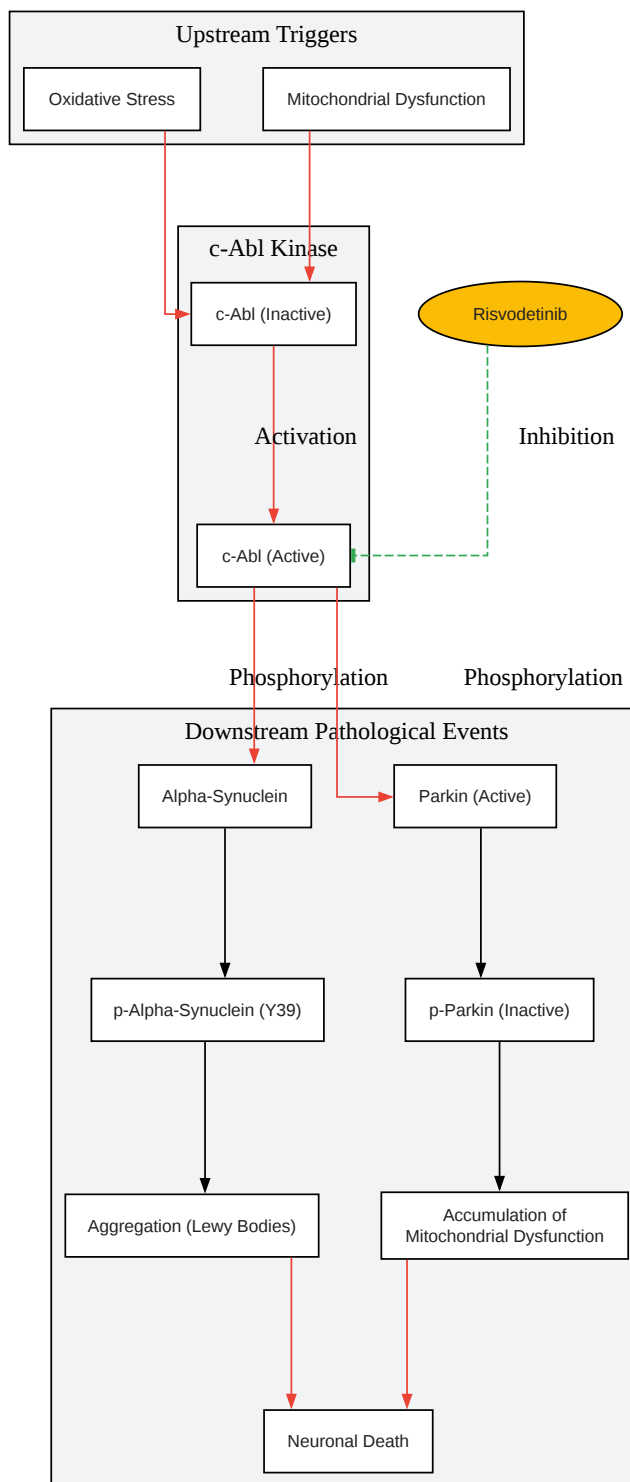 Upstream Triggers
Oxidative Stress
Mitochondrial Dysfunction
c-Abl Kinase
c-Abl (Inactive)
Risvodetinib
Activation
Inhibition
c-Abl (Active)
Phosphorylation
Phosphorylation
Downstream Pathological Events
Alpha-Synuclein
Parkin (Active)
p-Alpha-Synuclein (Y39)
p-Parkin (Inactive)
Aggregation (Lewy Bodies)
Accumulation of
Mitochondrial Dysfunction
Neuronal Death